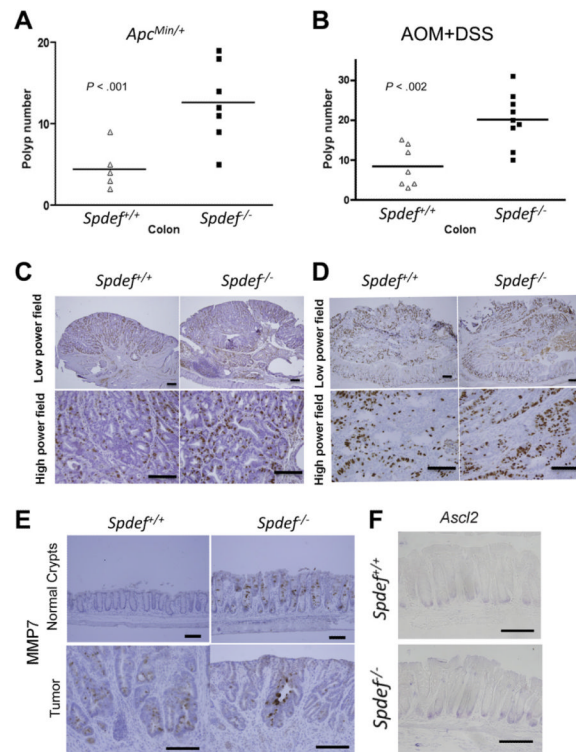 A
Apc^Min/+
Polyp number
20
10
0
P < .001
Spdef+/+
Spdef-/-
Colon
B
AOM+DSS
Polyp number
30
20
10
0
P < .002
Spdef+/+
Spdef-/-
Colon
C
Spdef+/+
Spdef-/-
Low power field
High power field
D
Spdef+/+
Spdef-/-
Low power field
High power field
E
Spdef+/+
Spdef-/-
MMP7
Normal Crypts
Tumor
F
Ascl2
Spdef+/+
Spdef-/-